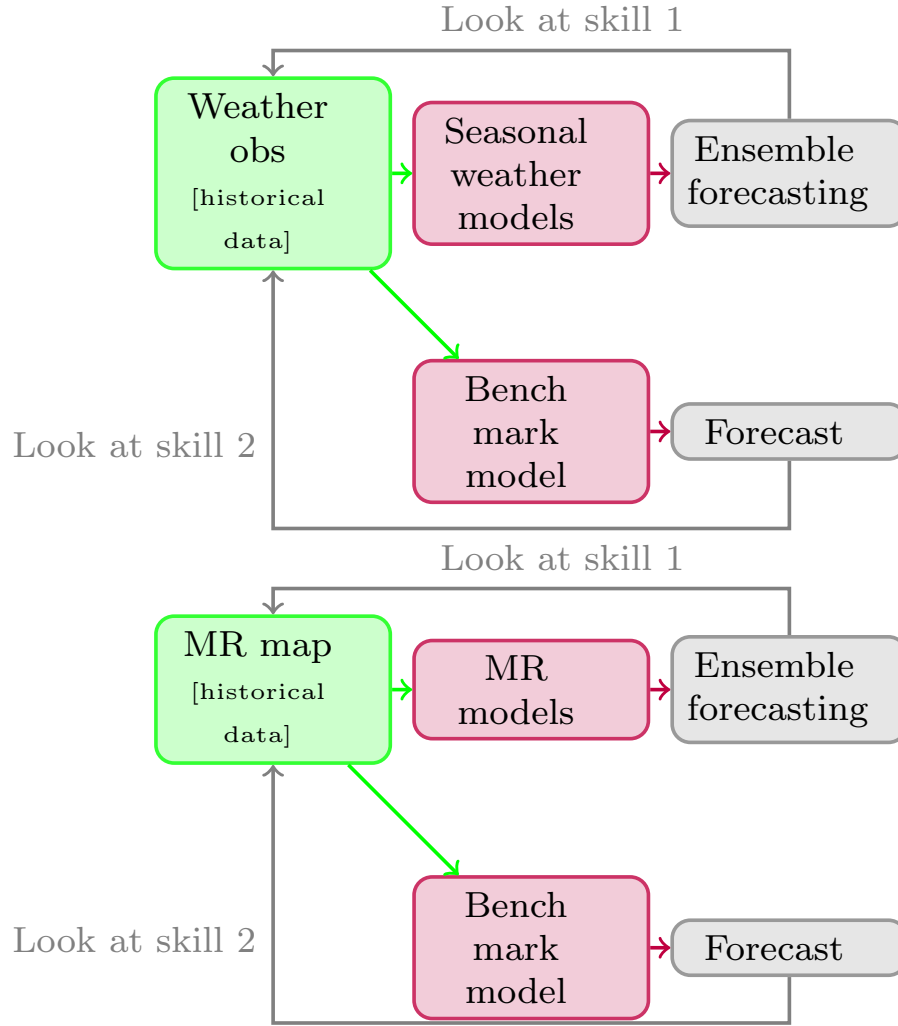 Look at skill 1
Weather
obs
[historical
data]
Seasonal
weather
models
Ensemble
forecasting
Look at skill 2
Bench
mark
model
Forecast
Look at skill 1
MR map
[historical
data]
MR
models
Ensemble
forecasting
Look at skill 2
Bench
mark
model
Forecast